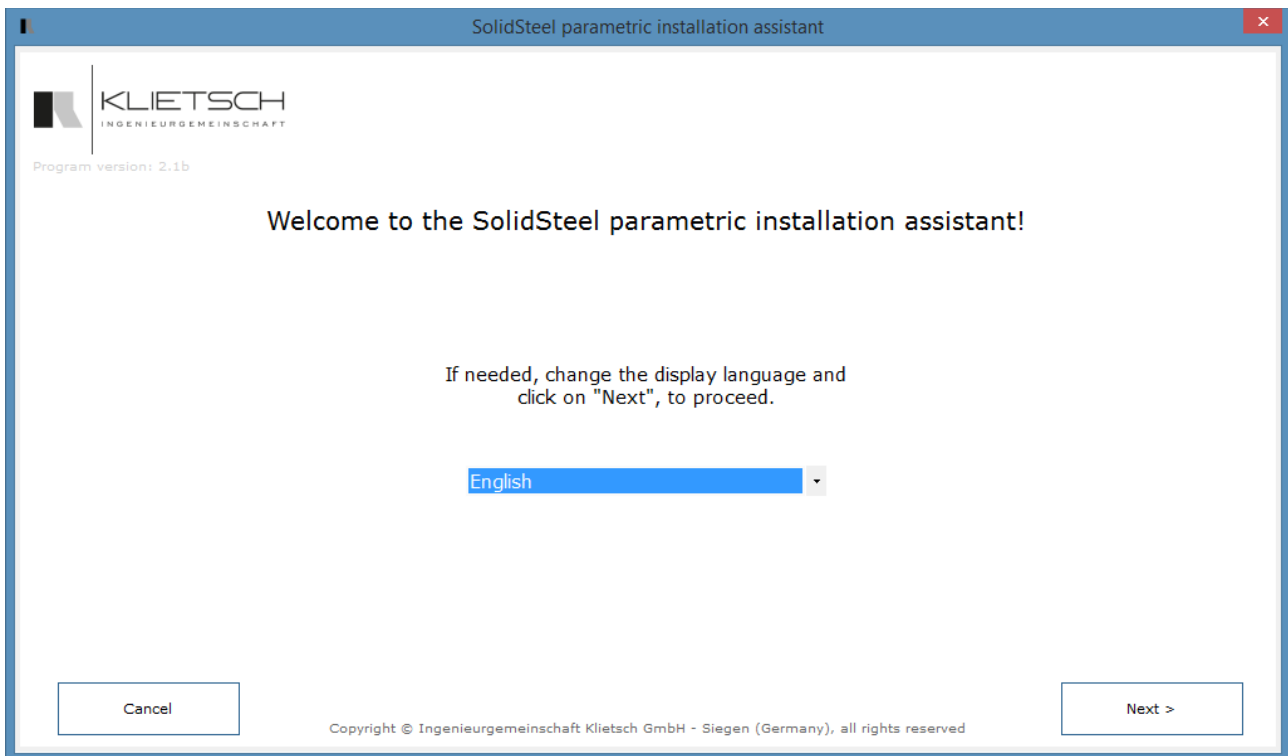 SolidSteel parametric installation assistant
KLIETSCH
INGENIEURGEMEINSCHAFT
Program version: 2.1b
Welcome to the SolidSteel parametric installation assistant!
If needed, change the display language and
click on "Next", to proceed.
English
Cancel
Next >
Copyright © Ingenieurgemeinschaft Klietsch GmbH - Siegen (Germany), all rights reserved